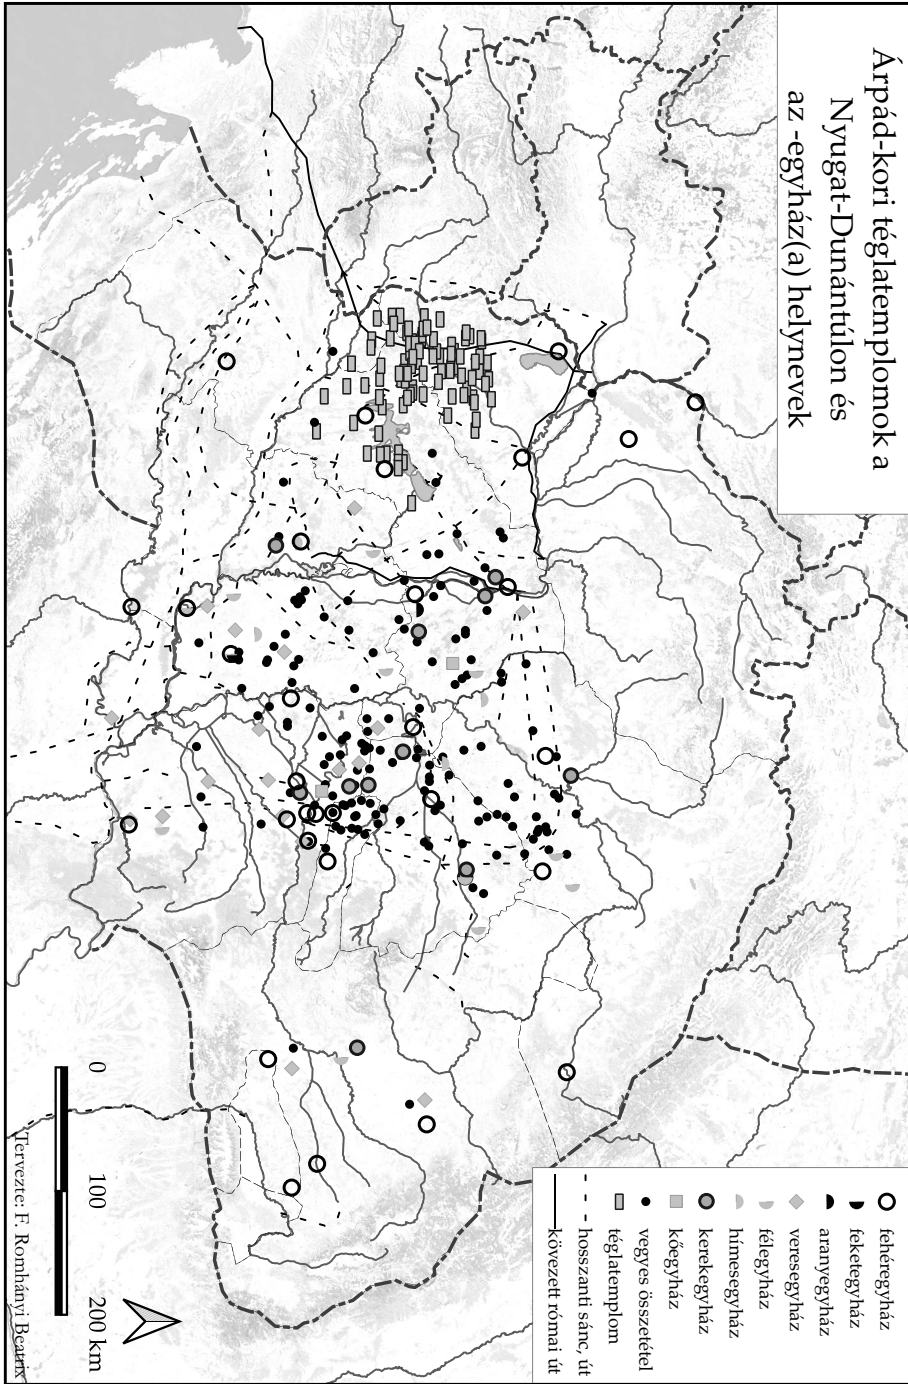 Árpád-kori téglatemplomok a
Nyugat-Dunántúlon és
az -egyház(a) helynevek
fehéregyház
feketegyház
aranyegyház
veresegyház
félegyház
hímesegyház
kerekegyház
kőegyház
vegyes összetétel
téglatemplom
hosszanti sánc, út
kövezett római út
0 100 200 km
Tervezte: F. Romhányi Beatrix